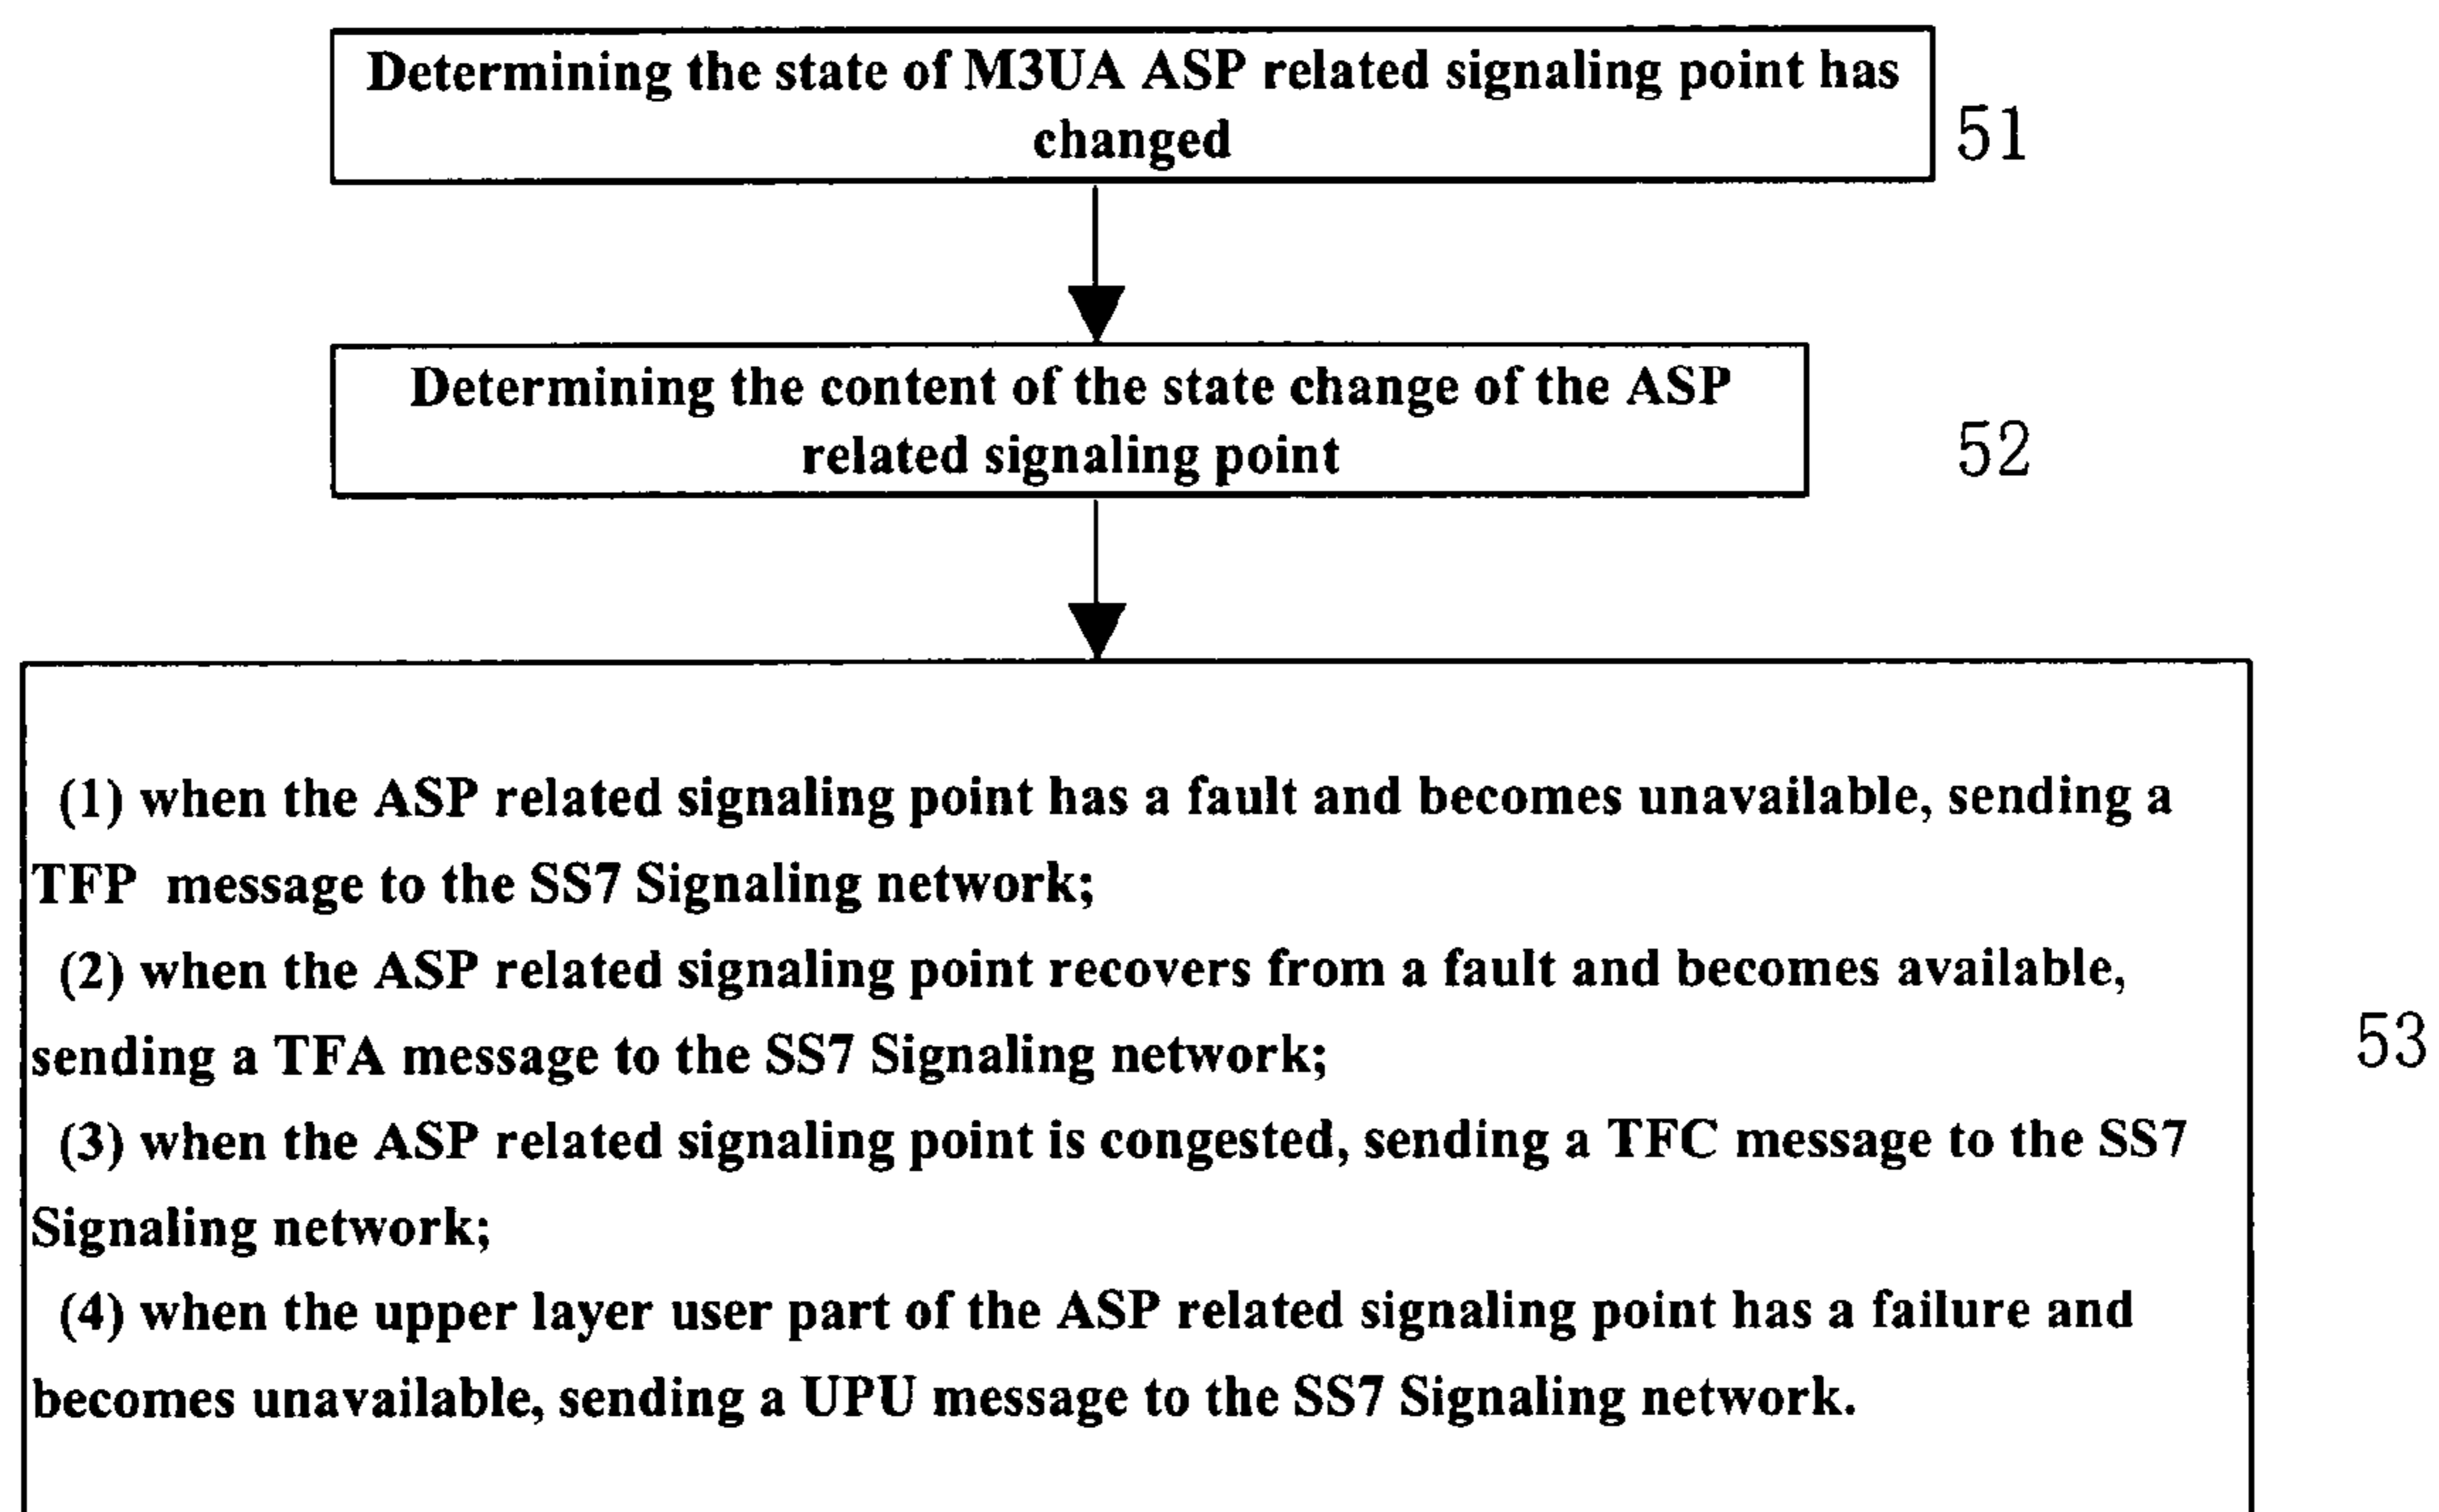 Determining the state of M3UA ASP related signaling point has
changed
51
Determining the content of the state change of the ASP
related signaling point
52
(1) when the ASP related signaling point has a fault and becomes unavailable, sending a
TFP message to the SS7 Signaling network;
(2) when the ASP related signaling point recovers from a fault and becomes available,
sending a TFA message to the SS7 Signaling network;
(3) when the ASP related signaling point is congested, sending a TFC message to the SS7
Signaling network;
(4) when the upper layer user part of the ASP related signaling point has a failure and
becomes unavailable, sending a UPU message to the SS7 Signaling network.
53